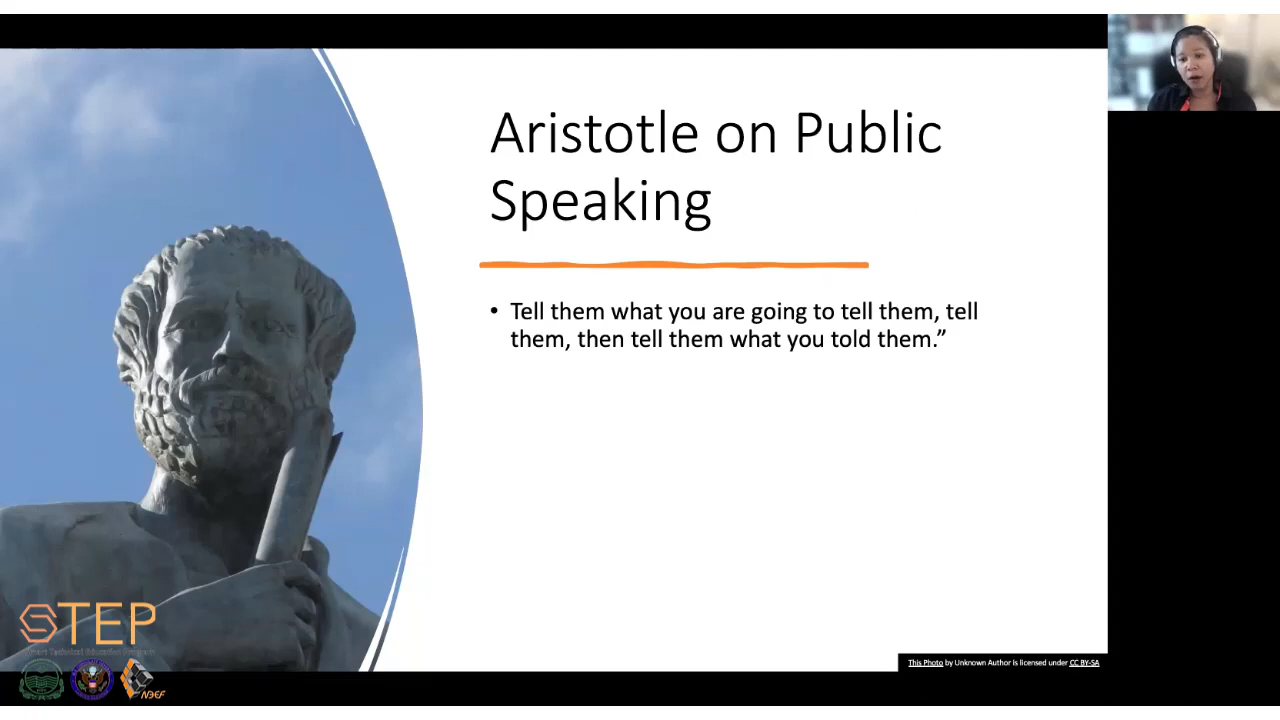 Aristotle on Public
Speaking
• Tell them what you are going to tell them, tell
them, then tell them what you told them.”
STEP
NDEF
This Photo by Unknown Author is licensed under CC BY-SA